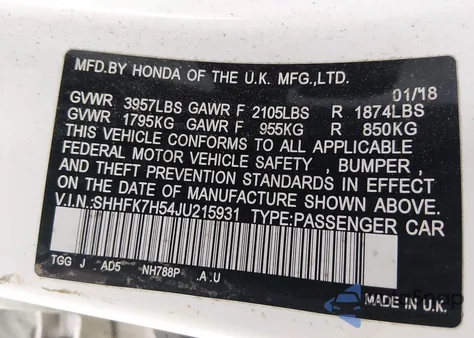 MFD.BY HONDA OF THE U.K. MFG.,LTD.
01/18
GVWR 3957LBS GAWR F 2105LBS R 1874LBS
GVWR 1795KG GAWR F 955KG R 850KG
THIS VEHICLE CONFORMS TO ALL APPLICABLE
FEDERAL MOTOR VEHICLE SAFETY , BUMPER,
AND THEFT PREVENTION STANDARDS IN EFFECT
ON THE DATE OF MANUFACTURE SHOWN ABOVE.
V.I.N.:SHHFK7H54JU215931 TYPE:PASSENGER CAR
TGG J . AD5 NH788P .A.U
MADE IN U.K.